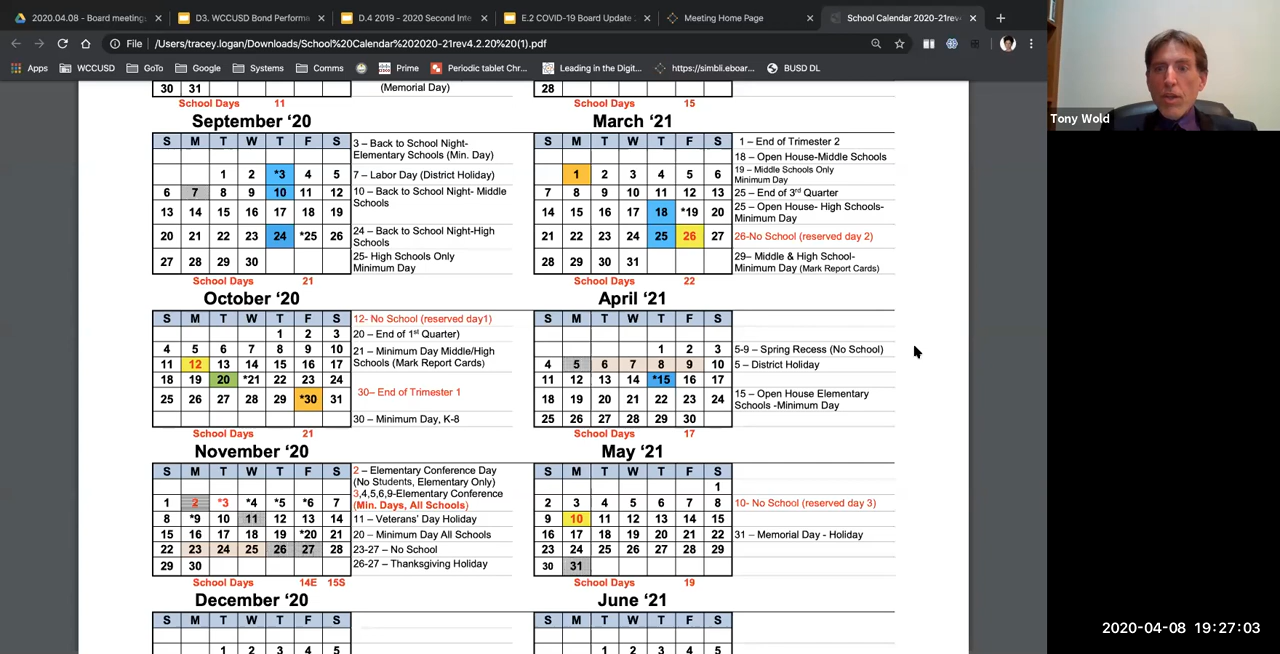 2020.04.08 - Board meeting
D3. WCCUSD Bond Performa
D.4 2019 - 2020 Second Inte
E.2 COVID-19 Board Update
Meeting Home Page
School Calendar 2020-21rev4
File /Users/tracey.logan/Downloads/School%20Calendar%202020-21rev4.2.20%20(1).pdf
Apps WCCUSD GoTo Google Systems Comms Prime Periodic tablet Chr... Leading in the Digit... https://simbli.eboar... BUSD DL
30 31
(Memorial Day)
School Days 11
September '20
S M T W T F S
1 2 *3 4 5
6 7 8 9 10 11 12
13 14 15 16 17 18 19
20 21 22 23 24 *25 26
27 28 29 30
3 – Back to School Night-
Elementary Schools (Min. Day)
7 – Labor Day (District Holiday)
10 – Back to School Night- Middle
Schools
24 – Back to School Night-High
Schools
25- High Schools Only
Minimum Day
School Days 21
October '20
S M T W T F S
1 2 3
4 5 6 7 8 9 10
11 12 13 14 15 16 17
18 19 20 *21 22 23 24
25 26 27 28 29 *30 31
12- No School (reserved day1)
20 – End of 1st Quarter)
21 – Minimum Day Middle/High
Schools (Mark Report Cards)
30– End of Trimester 1
30 – Minimum Day, K-8
School Days 21
November '20
S M T W T F S
1 2 *3 *4 *5 *6 7
8 *9 10 11 12 13 14
15 16 17 18 19 *20 21
22 23 24 25 26 27 28
29 30
2 – Elementary Conference Day
(No Students, Elementary Only)
3,4,5,6,9-Elementary Conference
(Min. Days, All Schools)
11 – Veterans' Day Holiday
20 – Minimum Day All Schools
23-27 – No School
26-27 – Thanksgiving Holiday
School Days 14E 15S
December '20
S M T W T F S
1 2 3 4 5
28
School Days 15
March '21
S M T W T F S
1 2 3 4 5 6
7 8 9 10 11 12 13
14 15 16 17 18 *19 20
21 22 23 24 25 26 27
28 29 30 31
1 – End of Trimester 2
18 – Open House-Middle Schools
19 – Middle Schools Only
Minimum Day
25 – End of 3rd Quarter
25 – Open House- High Schools-
Minimum Day
26-No School (reserved day 2)
29– Middle & High School-
Minimum Day (Mark Report Cards)
School Days 22
April '21
S M T W T F S
1 2 3
4 5 6 7 8 9 10
11 12 13 14 *15 16 17
18 19 20 21 22 23 24
25 26 27 28 29 30
5-9 – Spring Recess (No School)
5 – District Holiday
15 – Open House Elementary
Schools -Minimum Day
School Days 17
May '21
S M T W T F S
1
2 3 4 5 6 7 8
9 10 11 12 13 14 15
16 17 18 19 20 21 22
23 24 25 26 27 28 29
30 31
10- No School (reserved day 3)
31 – Memorial Day - Holiday
School Days 19
June '21
S M T W T F S
1 2 3 4 5
Tony Wold
2020-04-08 19:27:03